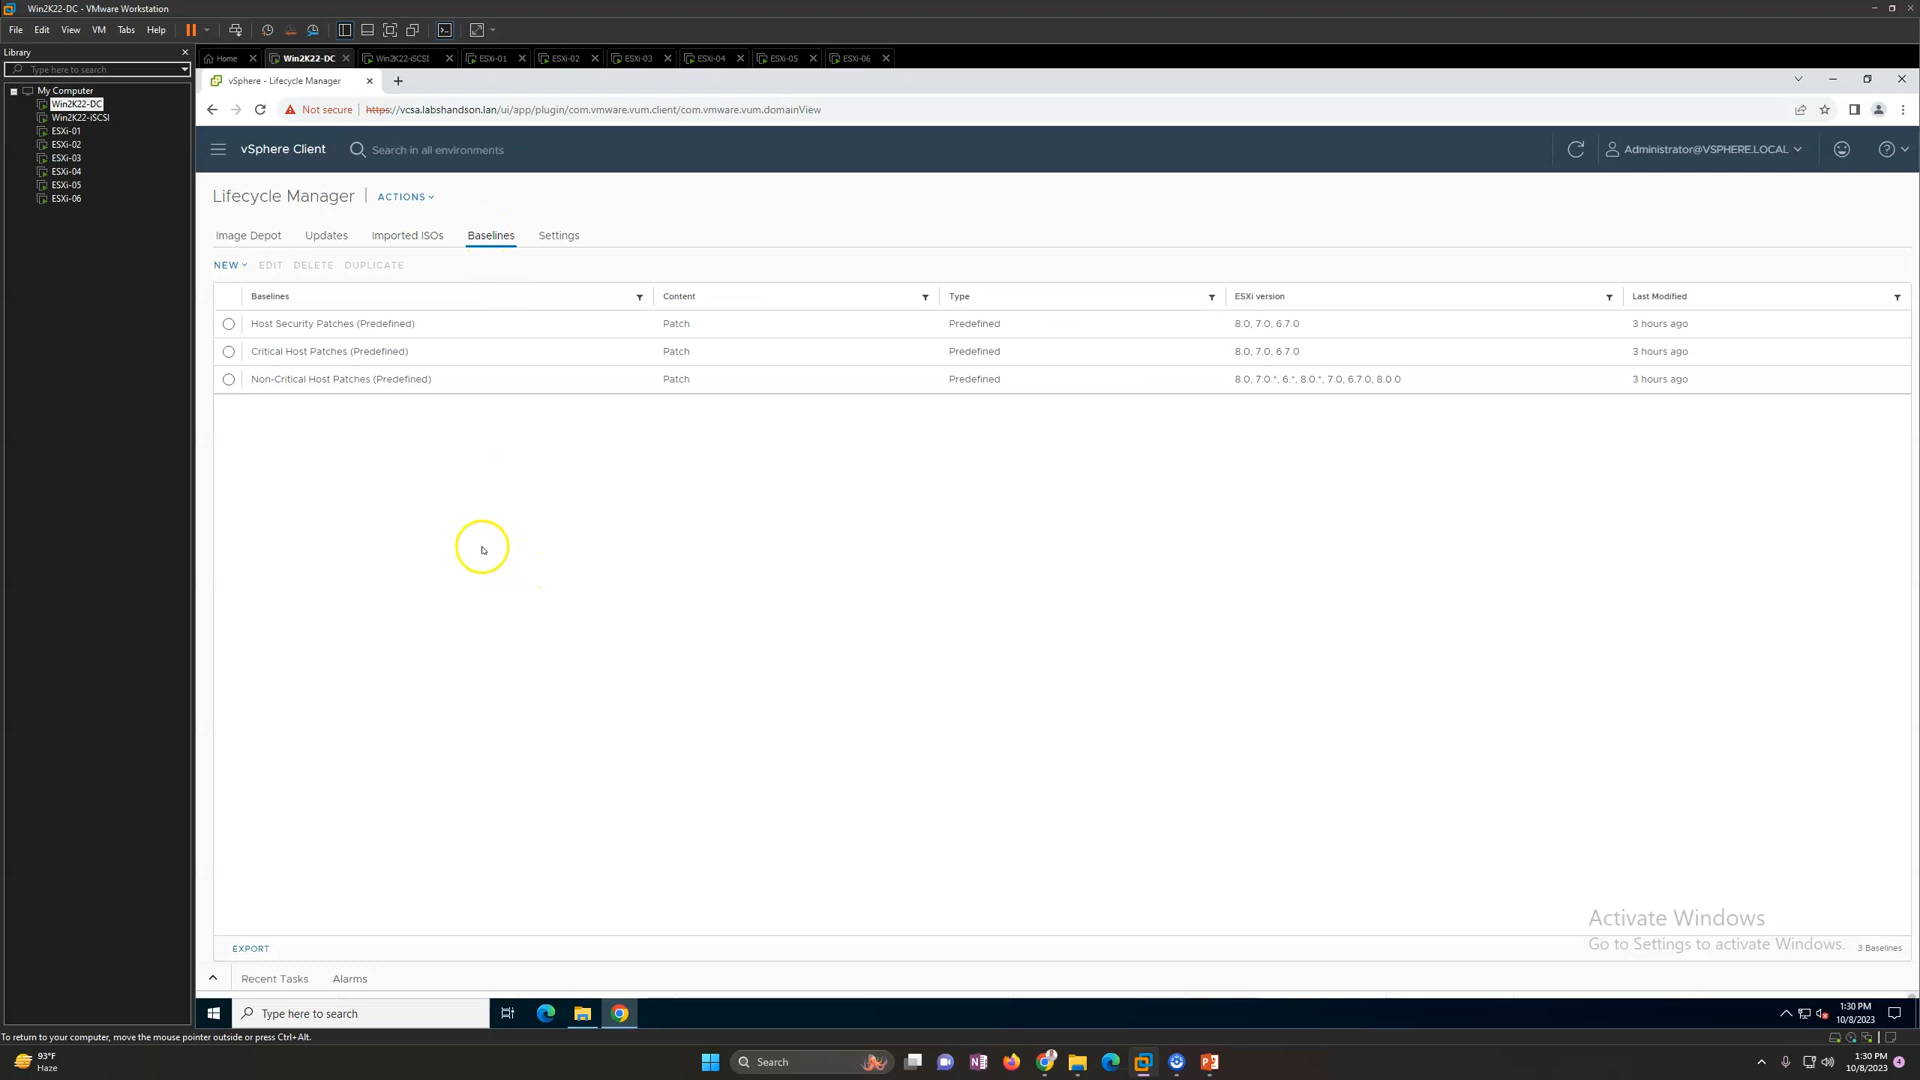 Win2K22-DC - VMware Workstation
File Edit View VM Tabs Help
Library
Type here to search
My Computer
Win2K22-DC
Win2K22-iSCSI
ESXi-01
ESXi-02
ESXi-03
ESXi-04
ESXi-05
ESXi-06
Home Win2K22-DC Win2K22-iSCSI ESXi-01 ESXi-02 ESXi-03 ESXi-04 ESXi-05 ESXi-06
vSphere - Lifecycle Manager
Not secure https://vcsa.labshandson.lan/ui/app/plugin/com.vmware.vum.client/com.vmware.vum.domainView
vSphere Client Search in all environments Administrator@VSPHERE.LOCAL
Lifecycle Manager ACTIONS
Image Depot Updates Imported ISOs Baselines Settings
NEW EDIT DELETE DUPLICATE
Baselines Content Type ESXi version Last Modified
Host Security Patches (Predefined) Patch Predefined 8.0, 7.0, 6.7.0 3 hours ago
Critical Host Patches (Predefined) Patch Predefined 8.0, 7.0, 6.7.0 3 hours ago
Non-Critical Host Patches (Predefined) Patch Predefined 8.0, 7.0.*, 6.*, 8.0.*, 7.0, 6.7.0, 8.0.0 3 hours ago
Activate Windows
Go to Settings to activate Windows.
EXPORT 3 Baselines
Recent Tasks Alarms
Type here to search
1:30 PM
10/8/2023
To return to your computer, move the mouse pointer outside or press Ctrl+Alt.
93°F
Haze
Search
1:30 PM
10/8/2023
4